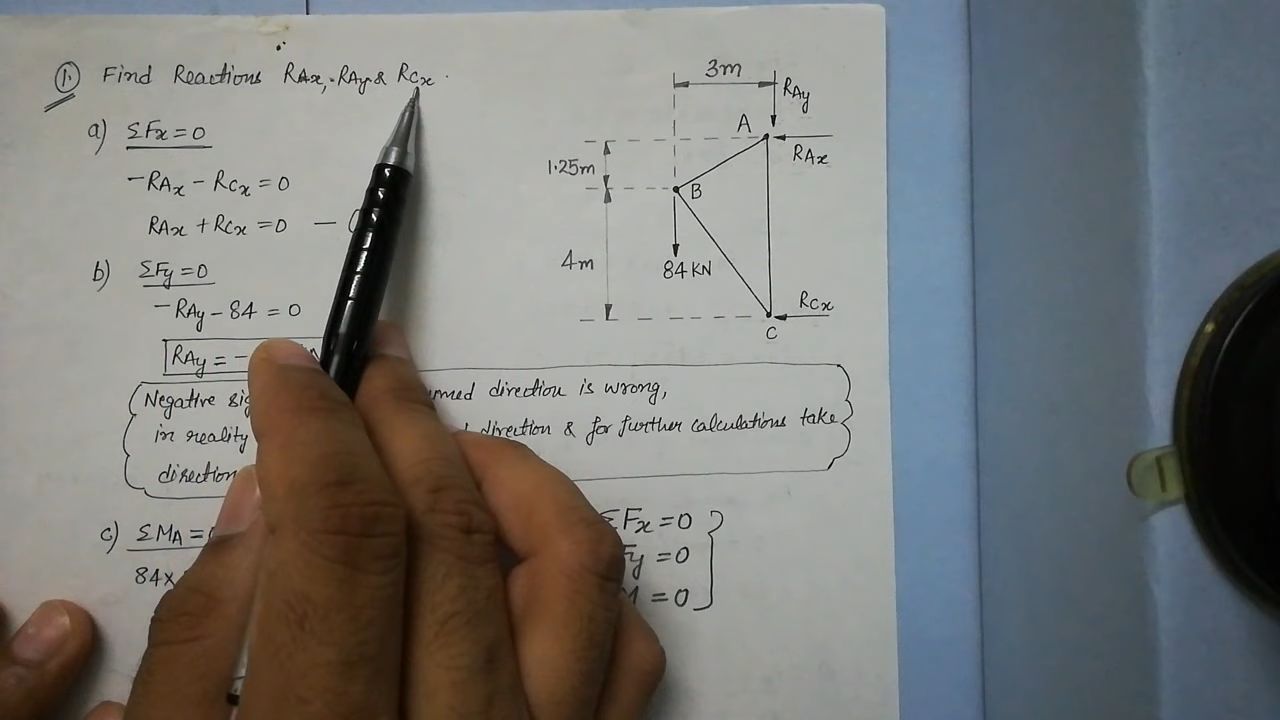 1. Find Reactions RAx, RAy & RCx.
a) ΣFx = 0
-RAx - RCx = 0
RAx + RCx = 0 —
b) ΣFy = 0
-RAy - 84 = 0
RAy = -
Negative direction is wrong,
in reality direction & for further calculations take
direction
c) ΣMA =
84x
ΣFx = 0
Fy = 0
= 0
3m
RAy
A
RAx
1.25m
B
4m
84 KN
RCx
C